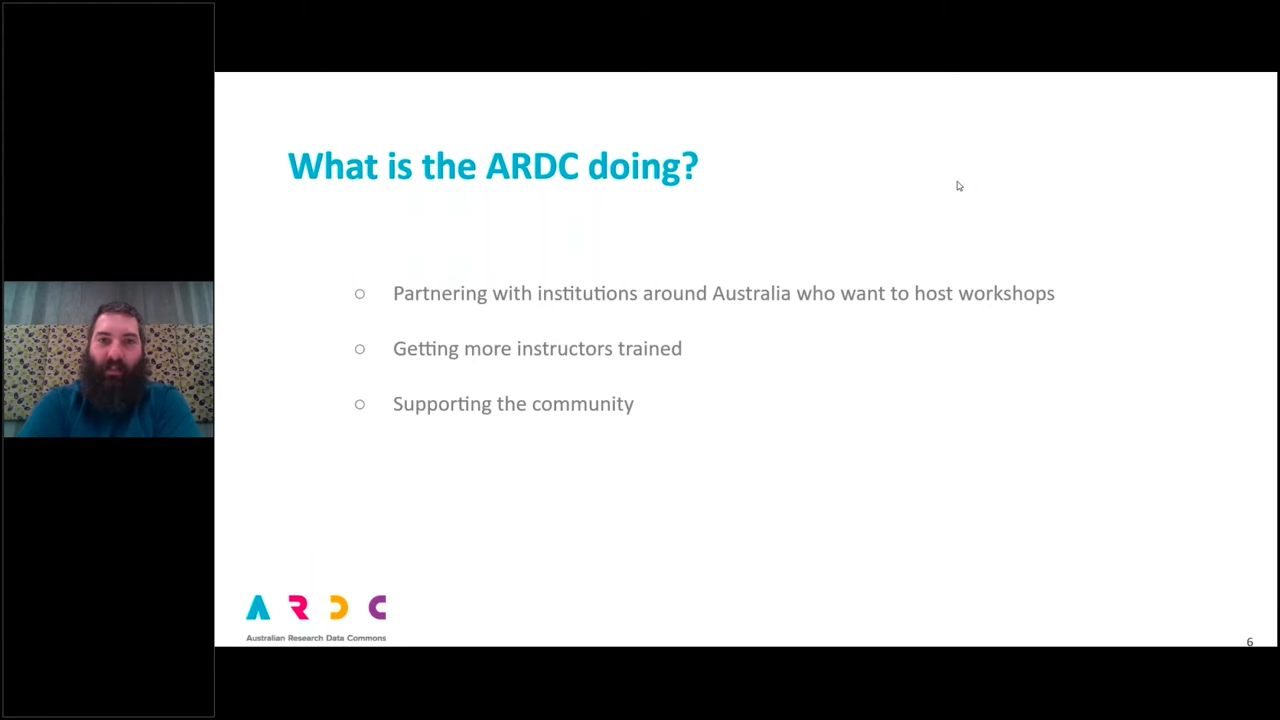 What is the ARDC doing?
○ Partnering with institutions around Australia who want to host workshops
○ Getting more instructors trained
○ Supporting the community
ARDC
Australian Research Data Commons
6